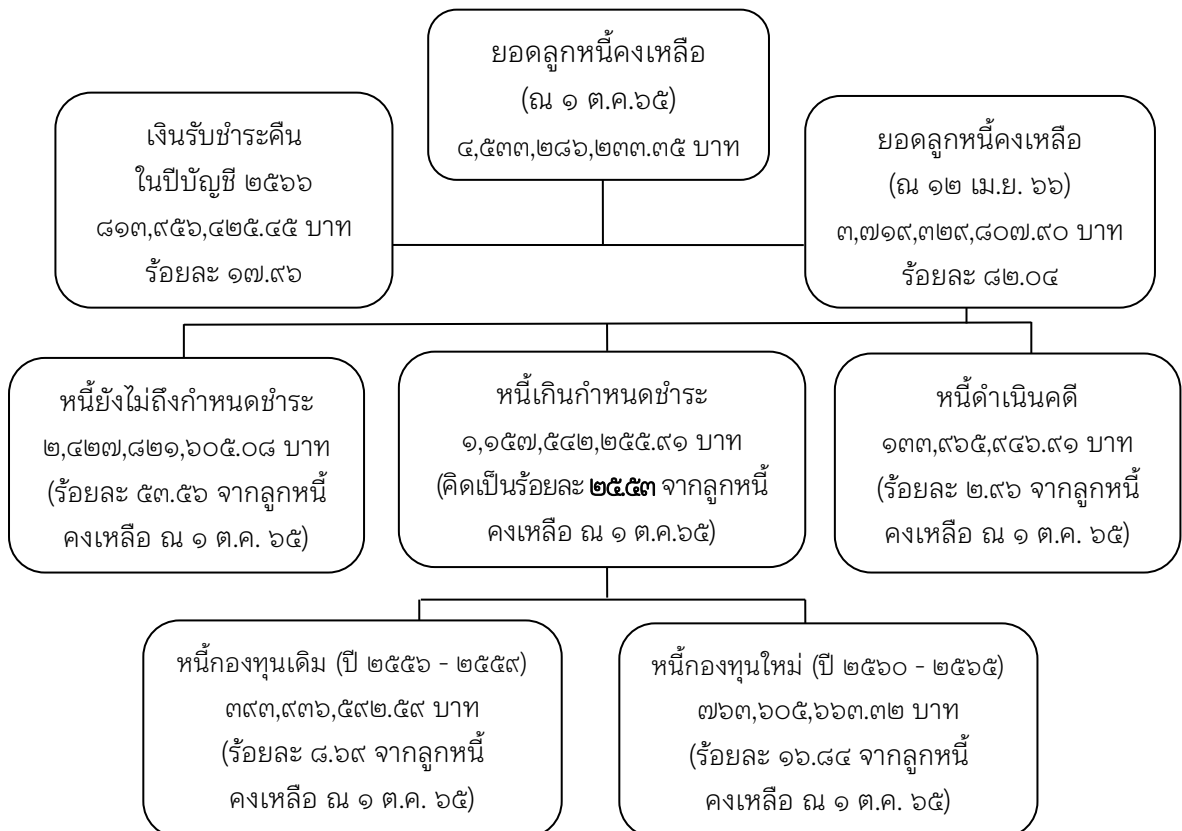 ยอดลูกหนี้คงเหลือ
(ณ ๑ ต.ค.๖๕)
๔,๕๓๓,๒๘๖,๒๓๓.๓๕ บาท
เงินรับชำระคืน
ในปีบัญชี ๒๕๖๖
๘๑๓,๙๕๖,๔๒๕.๔๕ บาท
ร้อยละ ๑๗.๙๖
ยอดลูกหนี้คงเหลือ
(ณ ๑๒ เม.ย. ๖๖)
๓,๗๑๙,๓๒๙,๘๐๗.๙๐ บาท
ร้อยละ ๘๒.๐๔
หนี้ยังไม่ถึงกำหนดชำระ
๒,๔๒๗,๘๒๑,๖๐๕.๐๘ บาท
(ร้อยละ ๕๓.๕๖ จากลูกหนี้
คงเหลือ ณ ๑ ต.ค. ๖๕)
หนี้เกินกำหนดชำระ
๑,๑๕๗,๕๔๒,๒๕๕.๙๑ บาท
(คิดเป็นร้อยละ ๒๕.๕๓ จากลูกหนี้
คงเหลือ ณ ๑ ต.ค.๖๕)
หนี้ดำเนินคดี
๑๓๓,๙๖๕,๙๔๖.๙๑ บาท
(ร้อยละ ๒.๙๖ จากลูกหนี้
คงเหลือ ณ ๑ ต.ค. ๖๕)
หนี้กองทุนเดิม (ปี ๒๕๕๖ - ๒๕๕๙)
๓๙๓,๙๓๖,๕๙๒.๕๙ บาท
(ร้อยละ ๘.๖๙ จากลูกหนี้
คงเหลือ ณ ๑ ต.ค. ๖๕)
หนี้กองทุนใหม่ (ปี ๒๕๖๐ - ๒๕๖๕)
๗๖๓,๖๐๕,๖๖๓.๓๒ บาท
(ร้อยละ ๑๖.๘๔ จากลูกหนี้
คงเหลือ ณ ๑ ต.ค. ๖๕)